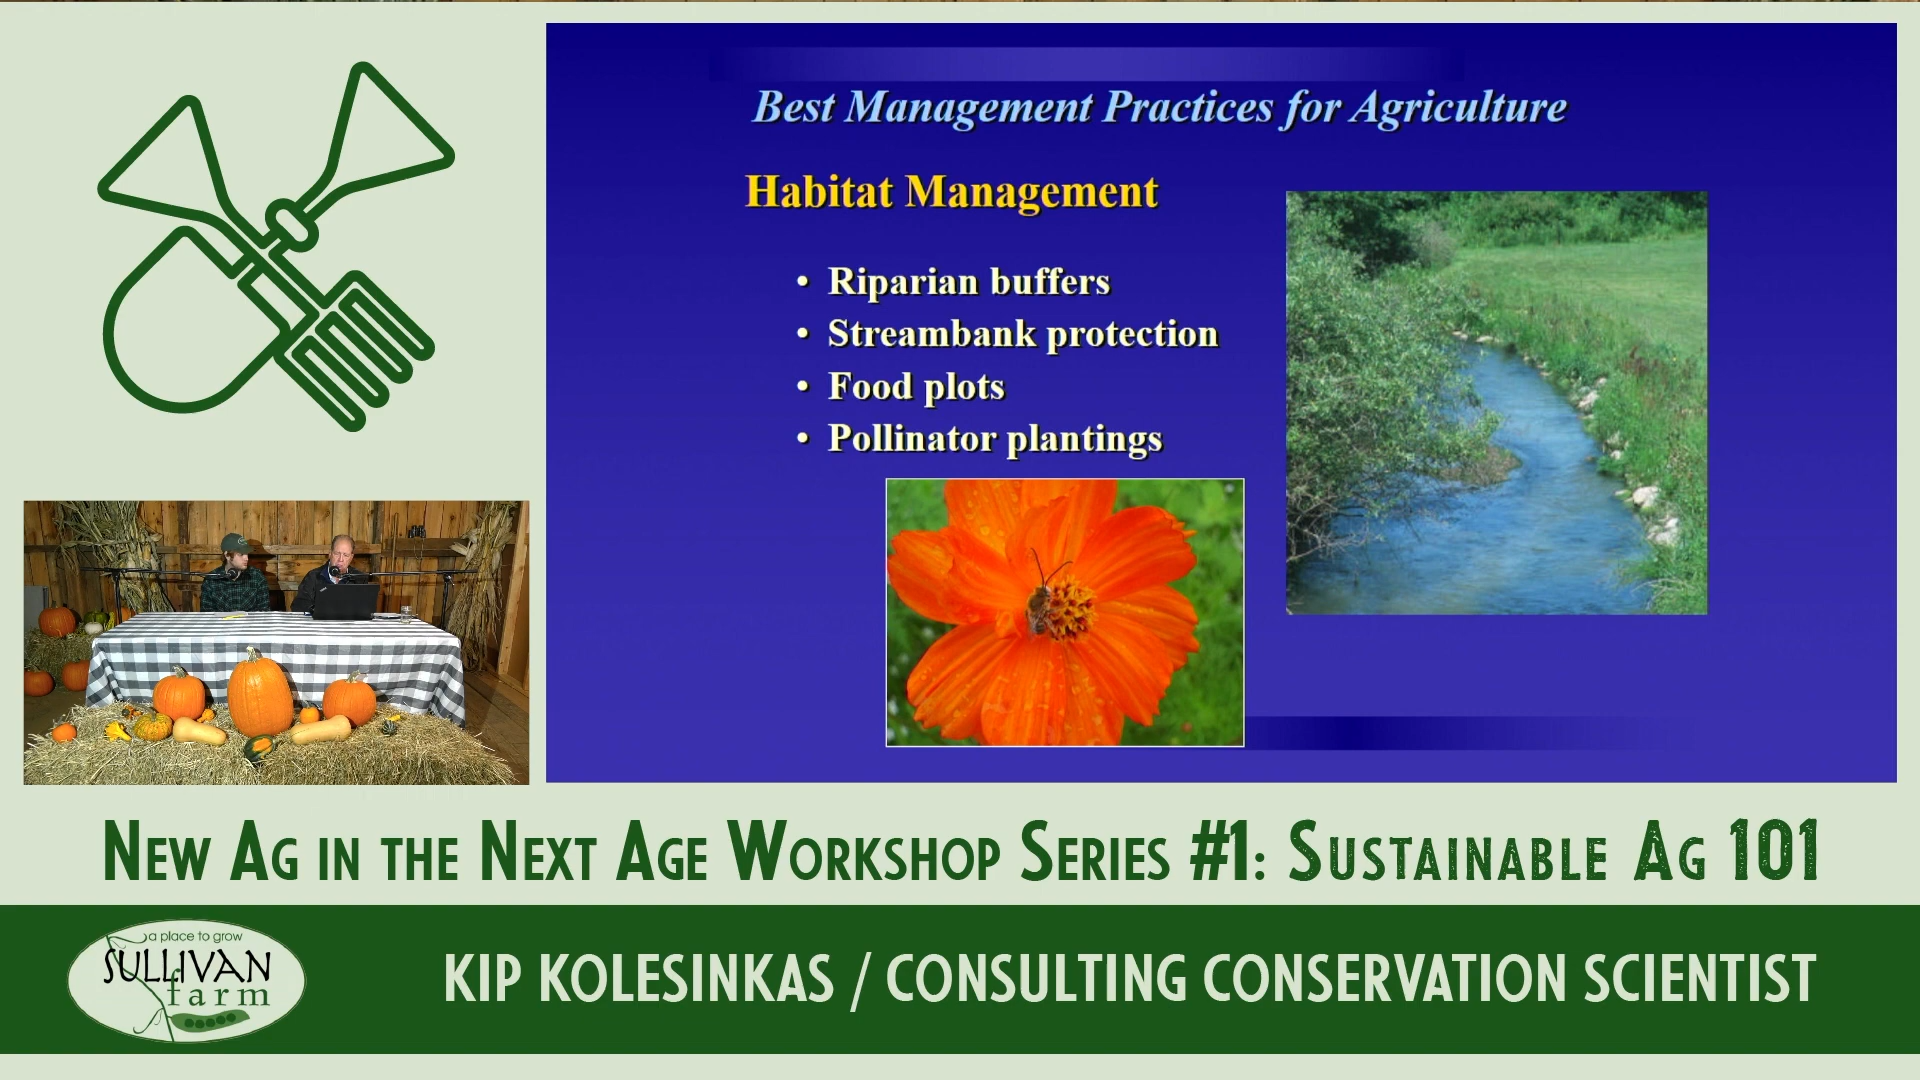 Best Management Practices for Agriculture
Habitat Management
• Riparian buffers
• Streambank protection
• Food plots
• Pollinator plantings
New Ag in the Next Age Workshop Series #1: Sustainable Ag 101
a place to grow
SULLIVAN
farm
KIP KOLESINKAS / CONSULTING CONSERVATION SCIENTIST